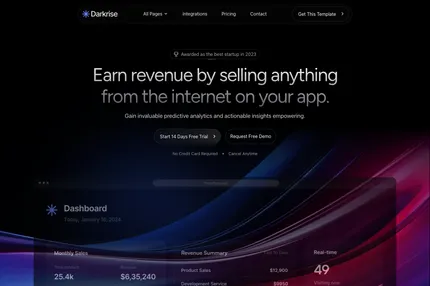 Darkrise
All Pages
Integrations
Pricing
Contact
Get This Template
Awarded as the best startup in 2023
Earn revenue by selling anything
from the internet on your app.
Gain invaluable predictive analytics and actionable insights empowering.
Start 14 Days Free Trial
Request Free Demo
No Credit Card Required • Cancel Anytime
Dashboard
Friday, January 16, 2024
Monthly Sales
25.4k
$6,35,240
Revenue Summary
Product Sales $12,900
Development Service $9950
Real-time
49